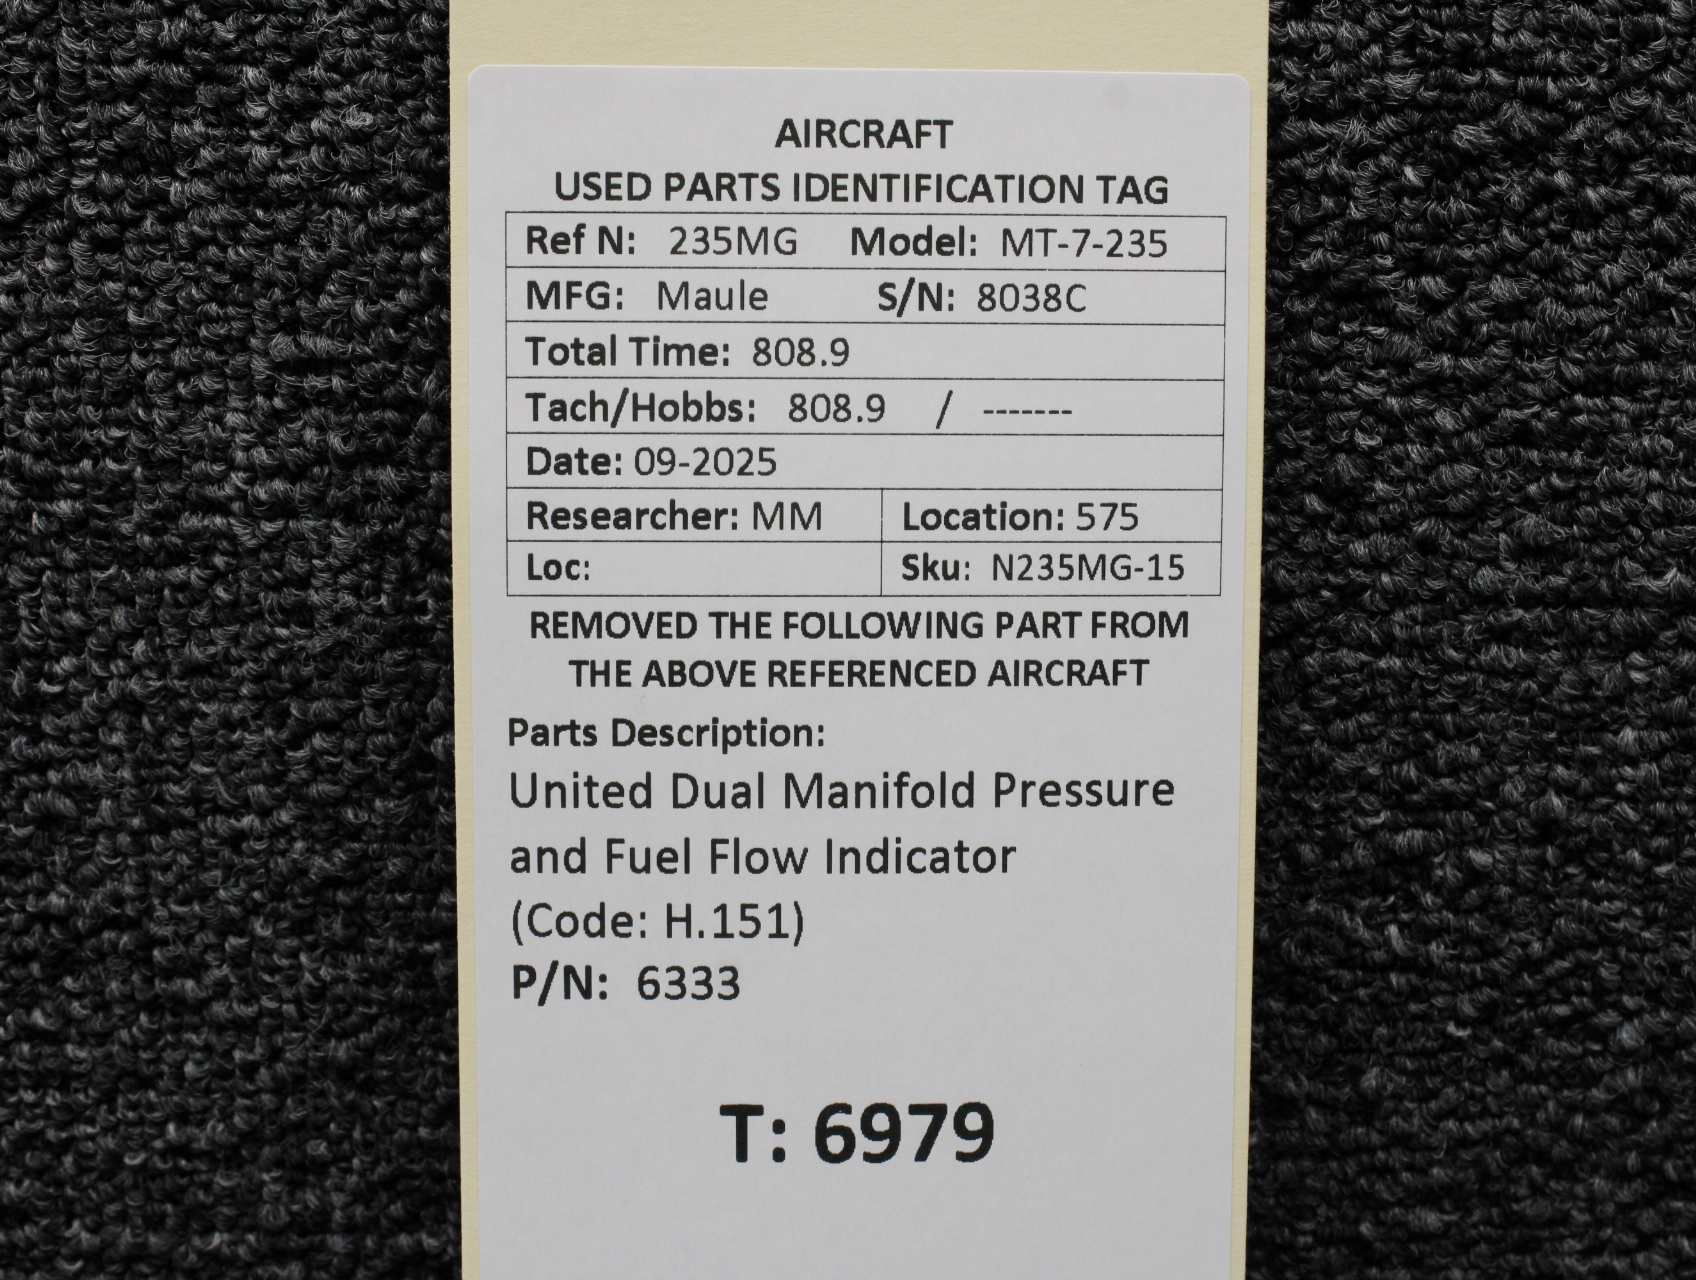 AIRCRAFT
USED PARTS IDENTIFICATION TAG
Ref N: 235MG Model: MT-7-235
MFG: Maule S/N: 8038C
Total Time: 808.9
Tach/Hobbs: 808.9 / -------
Date: 09-2025
Researcher: MM Location: 575
Loc: Sku: N235MG-15
REMOVED THE FOLLOWING PART FROM
THE ABOVE REFERENCED AIRCRAFT
Parts Description:
United Dual Manifold Pressure
and Fuel Flow Indicator
(Code: H.151)
P/N: 6333
T: 6979